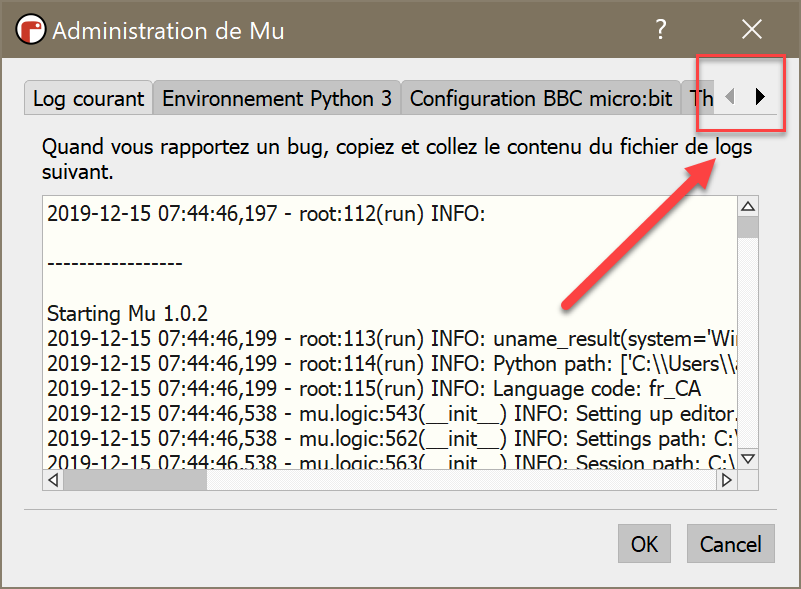 Administration de Mu
?
Log courant
Environnement Python 3
Configuration BBC micro:bit
Th
Quand vous rapportez un bug, copiez et collez le contenu du fichier de logs
suivant.
2019-12-15 07:44:46,197 - root:112(run) INFO:
-----------------
Starting Mu 1.0.2
2019-12-15 07:44:46,199 - root:113(run) INFO: uname_result(system='Win
2019-12-15 07:44:46,199 - root:114(run) INFO: Python path: ['C:\\Users\\a
2019-12-15 07:44:46,199 - root:115(run) INFO: Language code: fr_CA
2019-12-15 07:44:46,538 - mu.logic:543(__init__) INFO: Setting up editor.
2019-12-15 07:44:46,538 - mu.logic:562(__init__) INFO: Settings path: C:\
2019-12-15 07:44:46,538 - mu.logic:563(__init__) INFO: Session path: C:\
OK
Cancel